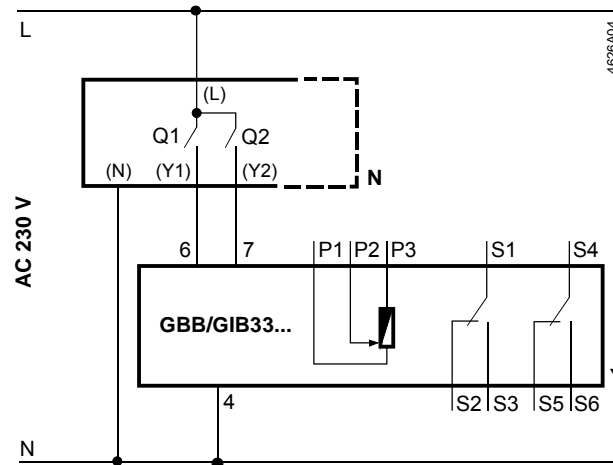 L
4626A04
(L)
Q1 Q2
(N) (Y1) (Y2) N
AC 230 V
6 7 P1 P2 P3 S1 S4
GBB/GIB33...
4 S2 S3 S5 S6
N